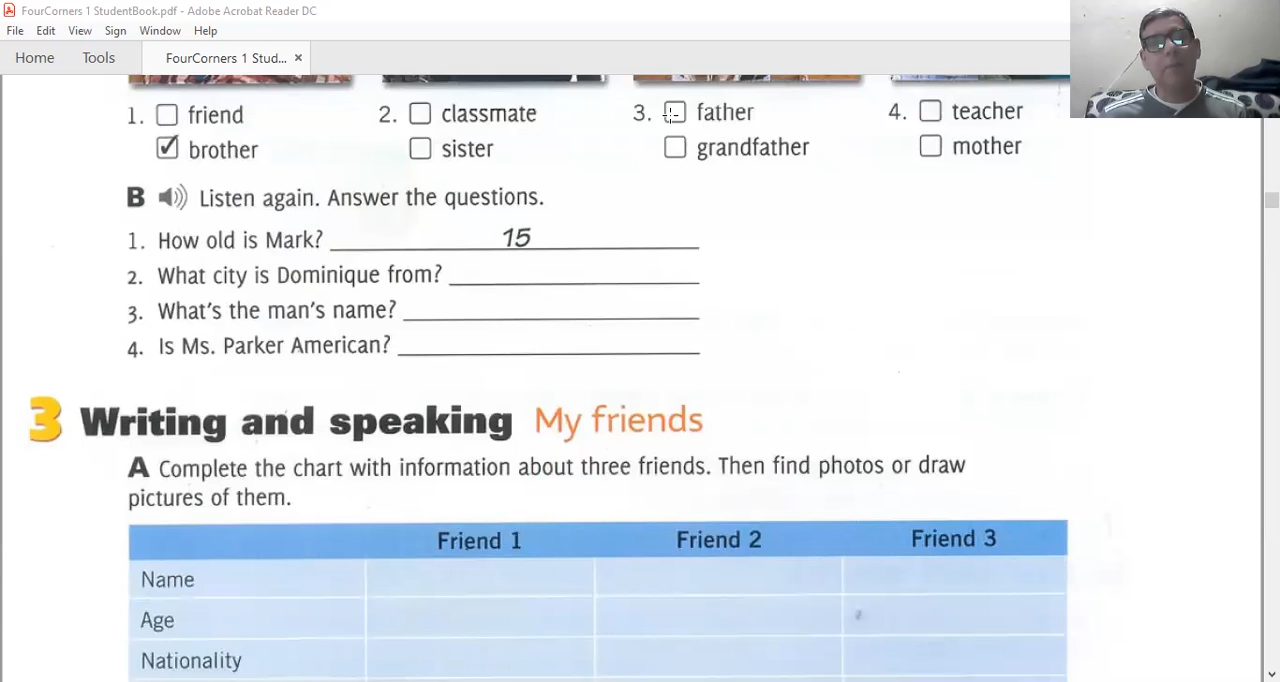 FourCorners 1 StudentBook.pdf - Adobe Acrobat Reader DC
File Edit View Sign Window Help
Home Tools FourCorners 1 Stud... ×
1. friend 2. classmate 3. father 4. teacher
brother sister grandfather mother
B Listen again. Answer the questions.
1. How old is Mark? 15
2. What city is Dominique from?
3. What's the man's name?
4. Is Ms. Parker American?
3 Writing and speaking My friends
A Complete the chart with information about three friends. Then find photos or draw
pictures of them.
Friend 1 Friend 2 Friend 3
Name
Age
Nationality